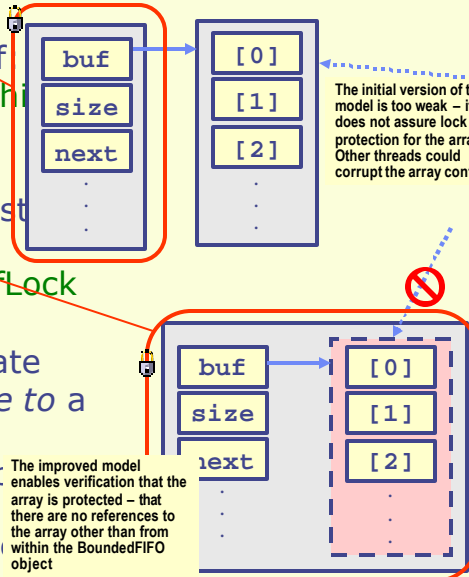 buf
size
next
.
.
.
[0]
[1]
[2]
.
.
.
The initial version of
model is too weak –
does not assure lock
protection for the
Other threads could
corrupt the array
Lock
e to a
buf
size
next
.
.
.
[0]
[1]
[2]
.
.
.
The improved model
enables verification that the
array is protected – that
there are no references to
the array other than from
within the BoundedFIFO
object